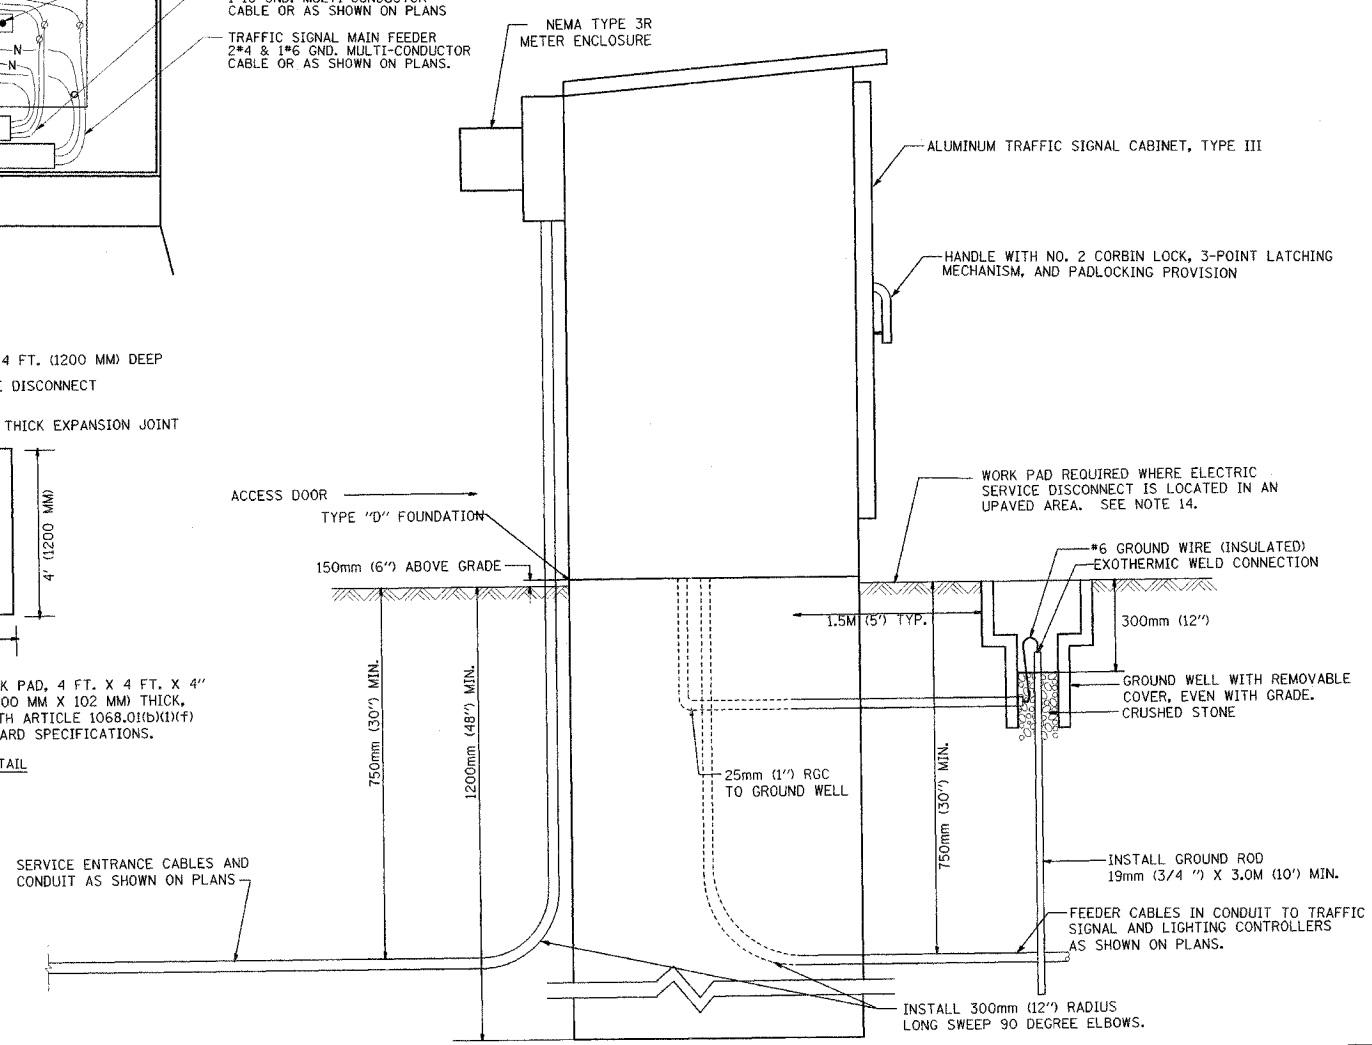 CABLE OR AS SHOWN ON PLANS
TRAFFIC SIGNAL MAIN FEEDER
2#4 & 1#6 GND. MULTI-CONDUCTOR
CABLE OR AS SHOWN ON PLANS.
N
N
NEMA TYPE 3R
METER ENCLOSURE
ALUMINUM TRAFFIC SIGNAL CABINET, TYPE III
HANDLE WITH NO. 2 CORBIN LOCK, 3-POINT LATCHING
MECHANISM, AND PADLOCKING PROVISION
4 FT. (1200 MM) DEEP
DISCONNECT
THICK EXPANSION JOINT
4' (1200 MM)
ACCESS DOOR
TYPE "D" FOUNDATION
150mm (6") ABOVE GRADE
WORK PAD REQUIRED WHERE ELECTRIC
SERVICE DISCONNECT IS LOCATED IN AN
UPAVED AREA. SEE NOTE 14.
#6 GROUND WIRE (INSULATED)
EXOTHERMIC WELD CONNECTION
1.5M (5') TYP.
300mm (12")
GROUND WELL WITH REMOVABLE
COVER, EVEN WITH GRADE.
CRUSHED STONE
K PAD, 4 FT. X 4 FT. X 4"
00 MM X 102 MM) THICK,
TH ARTICLE 1068.01(b)(1)(f)
ARD SPECIFICATIONS.
TAIL
750mm (30") MIN.
1200mm (48") MIN.
25mm (1") RGC
TO GROUND WELL
750mm (30") MIN.
SERVICE ENTRANCE CABLES AND
CONDUIT AS SHOWN ON PLANS
INSTALL GROUND ROD
19mm (3/4 ") X 3.0M (10') MIN.
FEEDER CABLES IN CONDUIT TO TRAFFIC
SIGNAL AND LIGHTING CONTROLLERS
AS SHOWN ON PLANS.
INSTALL 300mm (12") RADIUS
LONG SWEEP 90 DEGREE ELBOWS.